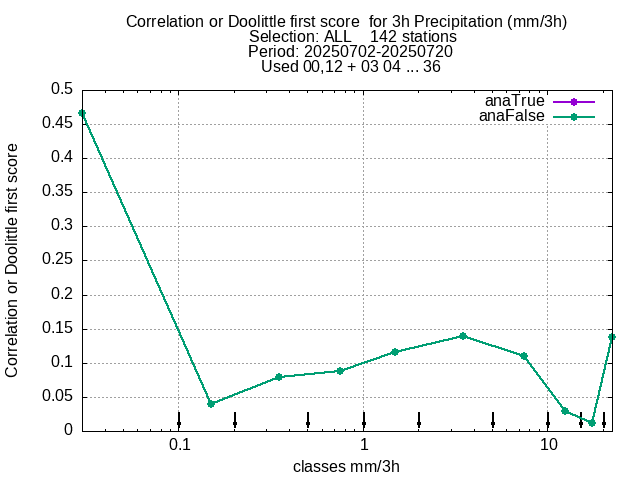 Correlation or Doolittle first score  for 3h Precipitation (mm/3h)
Selection: ALL    142 stations
Period: 20250702-20250720
Used 00,12 + 03 04 ... 36
anaTrue
anaFalse
0.5
0.45
0.4
0.35
0.3
0.25
0.2
0.15
0.1
0.05
0
Correlation or Doolittle first score
0.1
1
10
classes mm/3h